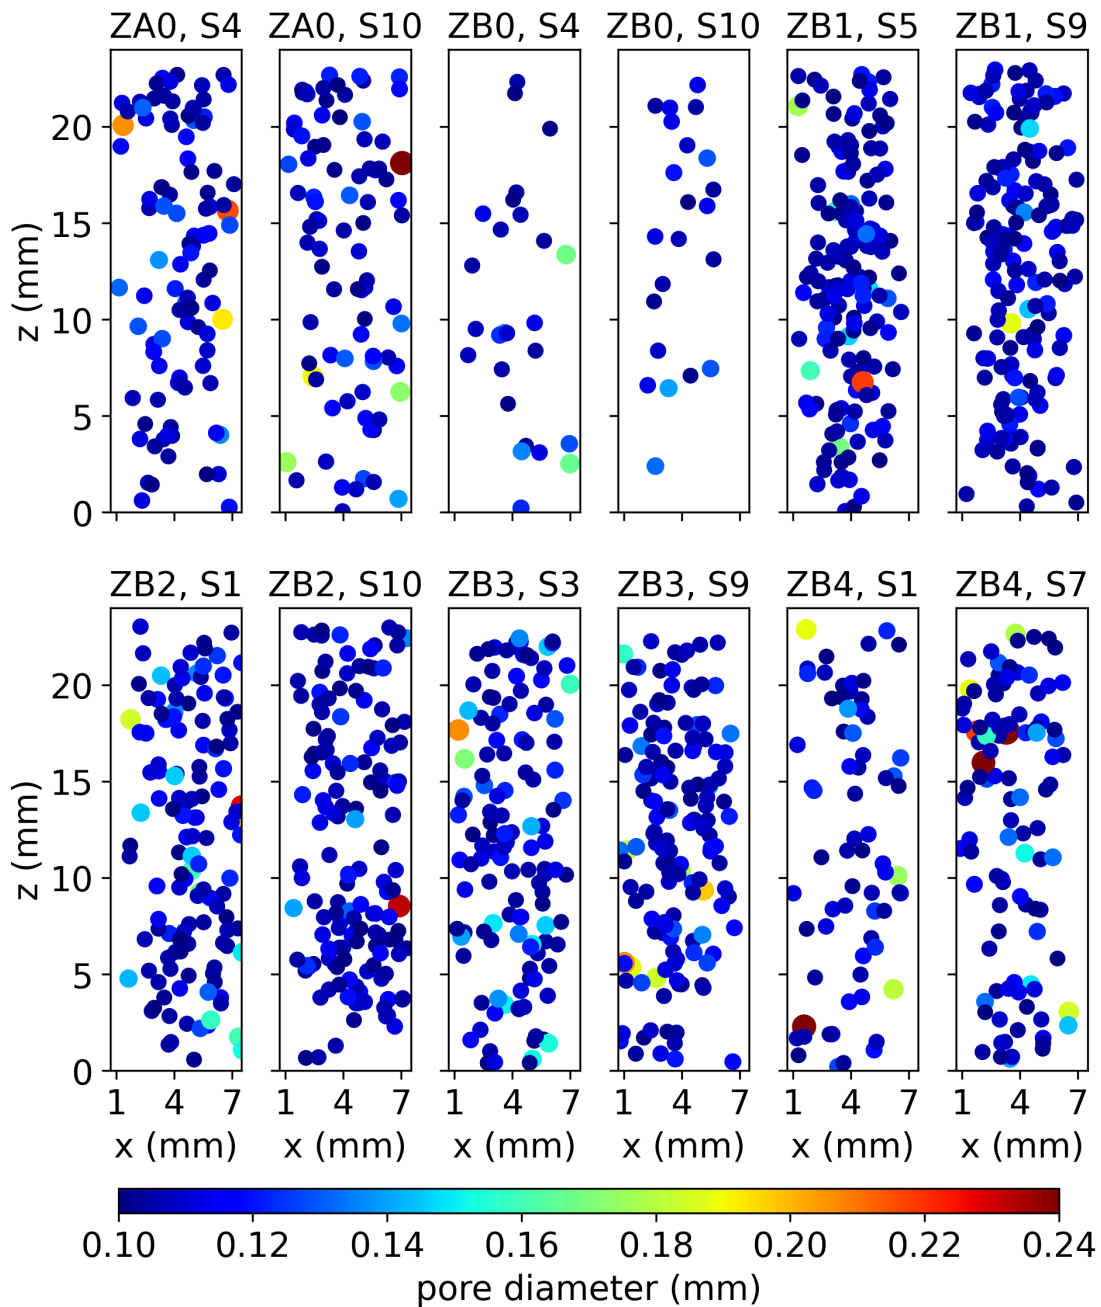 ZA0, S4 ZA0, S10 ZB0, S4 ZB0, S10 ZB1, S5 ZB1, S9
20
15
10
5
0
z (mm)
ZB2, S1 ZB2, S10 ZB3, S3 ZB3, S9 ZB4, S1 ZB4, S7
20
15
10
5
0
z (mm)
1 4 7 1 4 7 1 4 7 1 4 7 1 4 7 1 4 7
x (mm) x (mm) x (mm) x (mm) x (mm) x (mm)
0.10 0.12 0.14 0.16 0.18 0.20 0.22 0.24
pore diameter (mm)